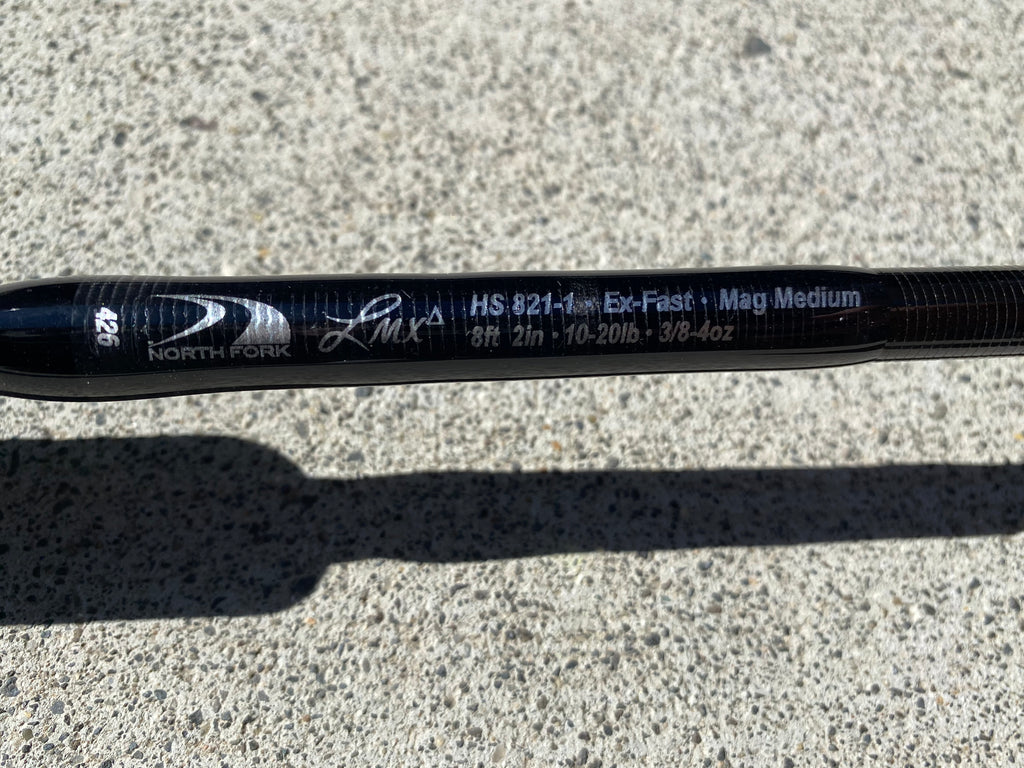 426
NORTH FORK
LMX Δ
HS 821-1 • Ex-Fast • Mag Medium
8ft 2in • 10-20lb • 3/8-4oz